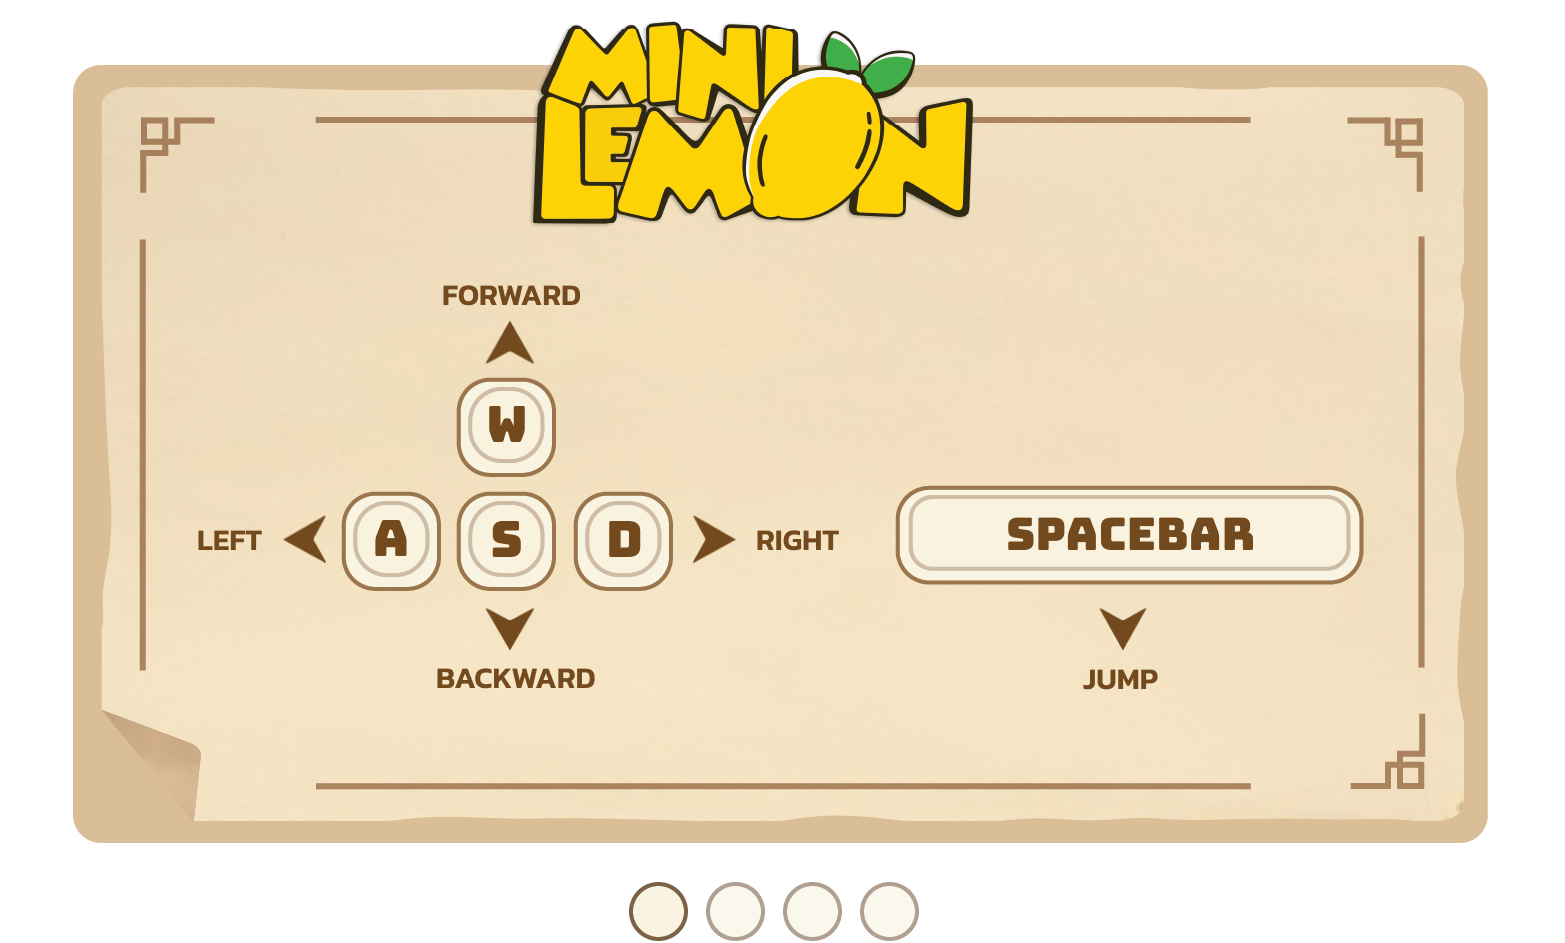 MINI
LEMON
FORWARD
W
LEFT A S D RIGHT
SPACEBAR
BACKWARD
JUMP